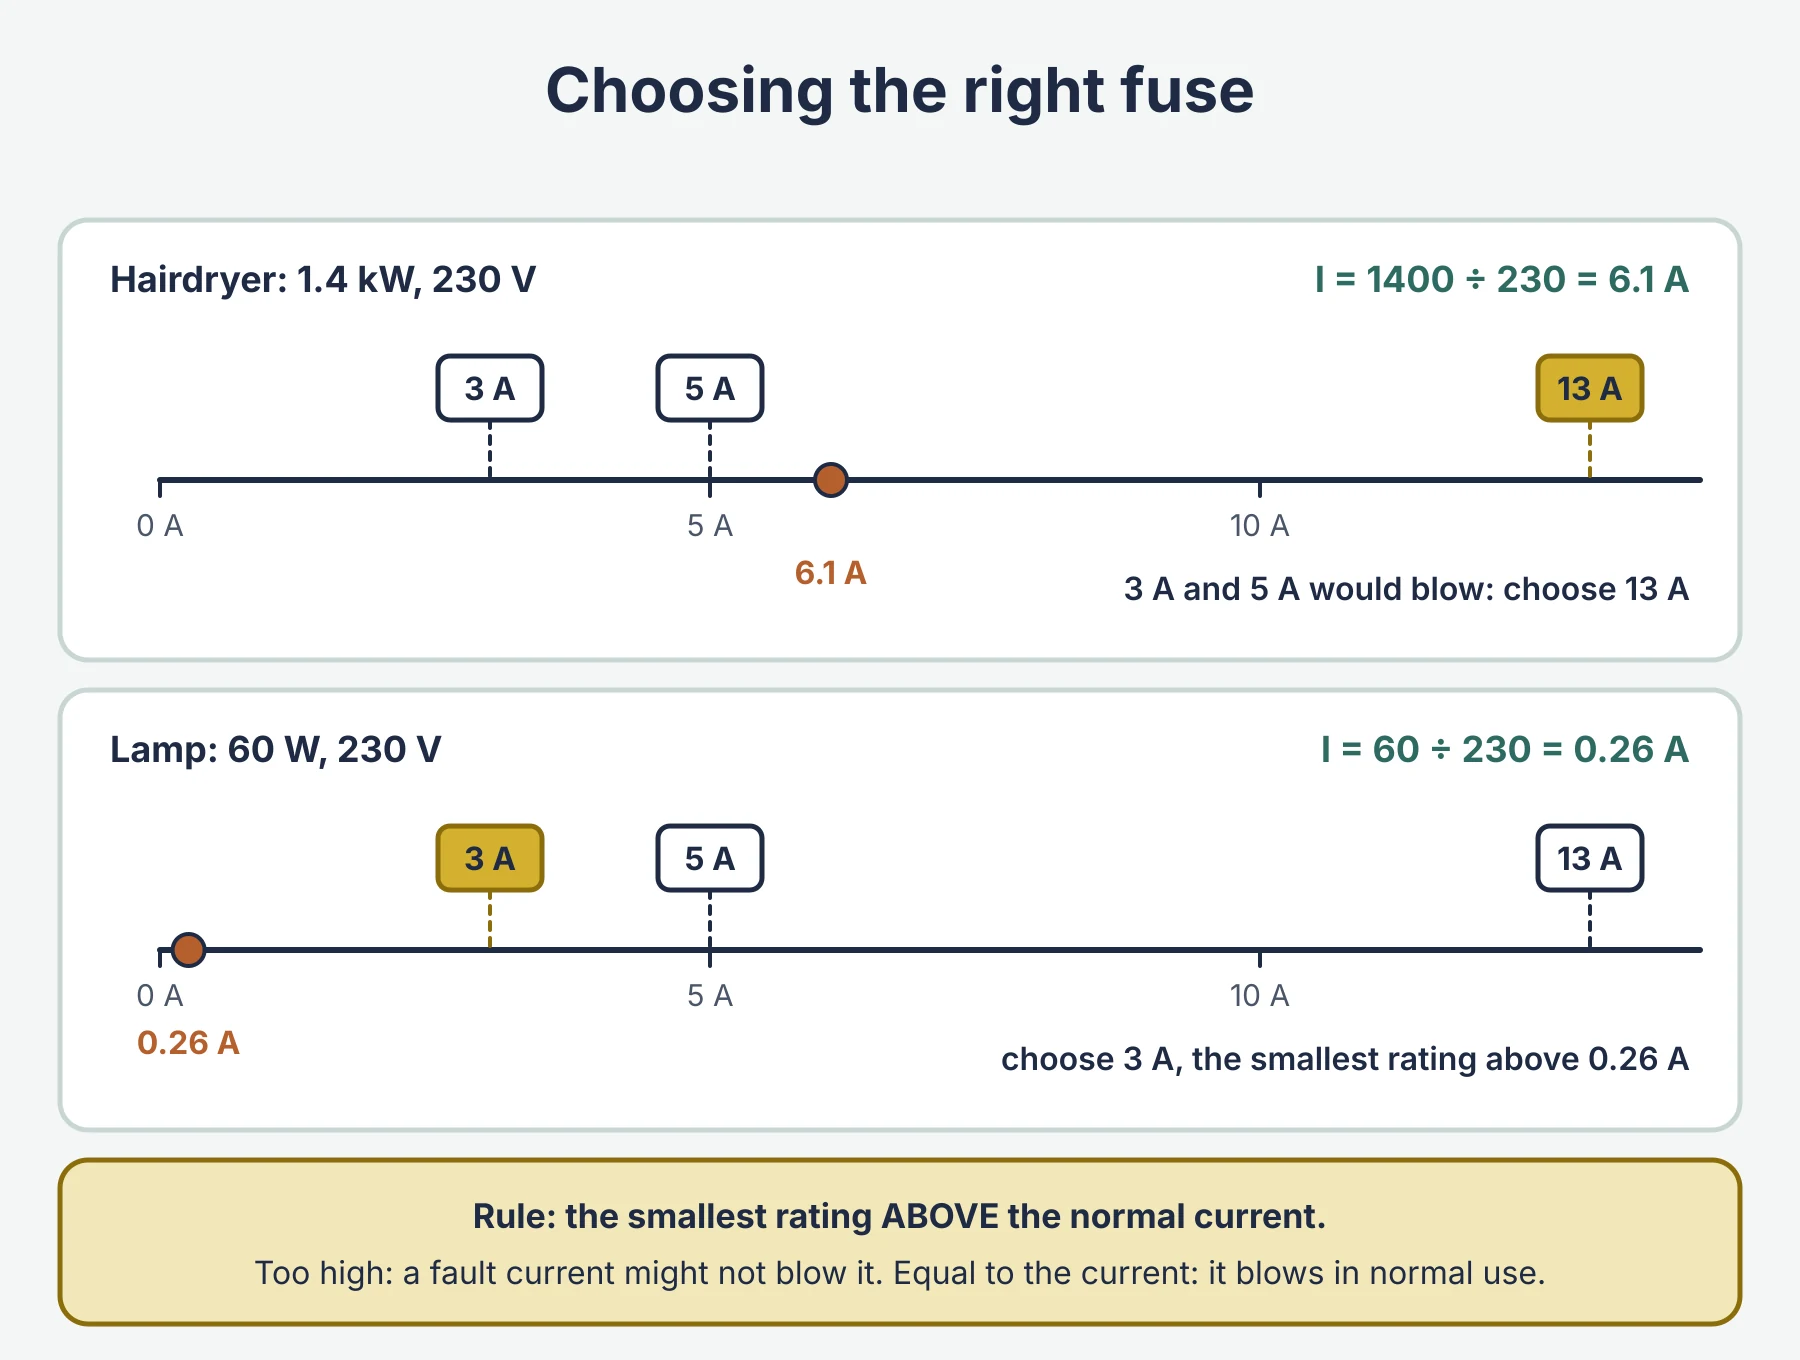 Choosing the right fuse
Hairdryer: 1.4 kW, 230 V
I = 1400 ÷ 230 = 6.1 A
3 A
5 A
13 A
0 A
5 A
10 A
6.1 A
3 A and 5 A would blow: choose 13 A
Lamp: 60 W, 230 V
I = 60 ÷ 230 = 0.26 A
3 A
5 A
13 A
0 A
5 A
10 A
0.26 A
choose 3 A, the smallest rating above 0.26 A
Rule: the smallest rating ABOVE the normal current.
Too high: a fault current might not blow it. Equal to the current: it blows in normal use.